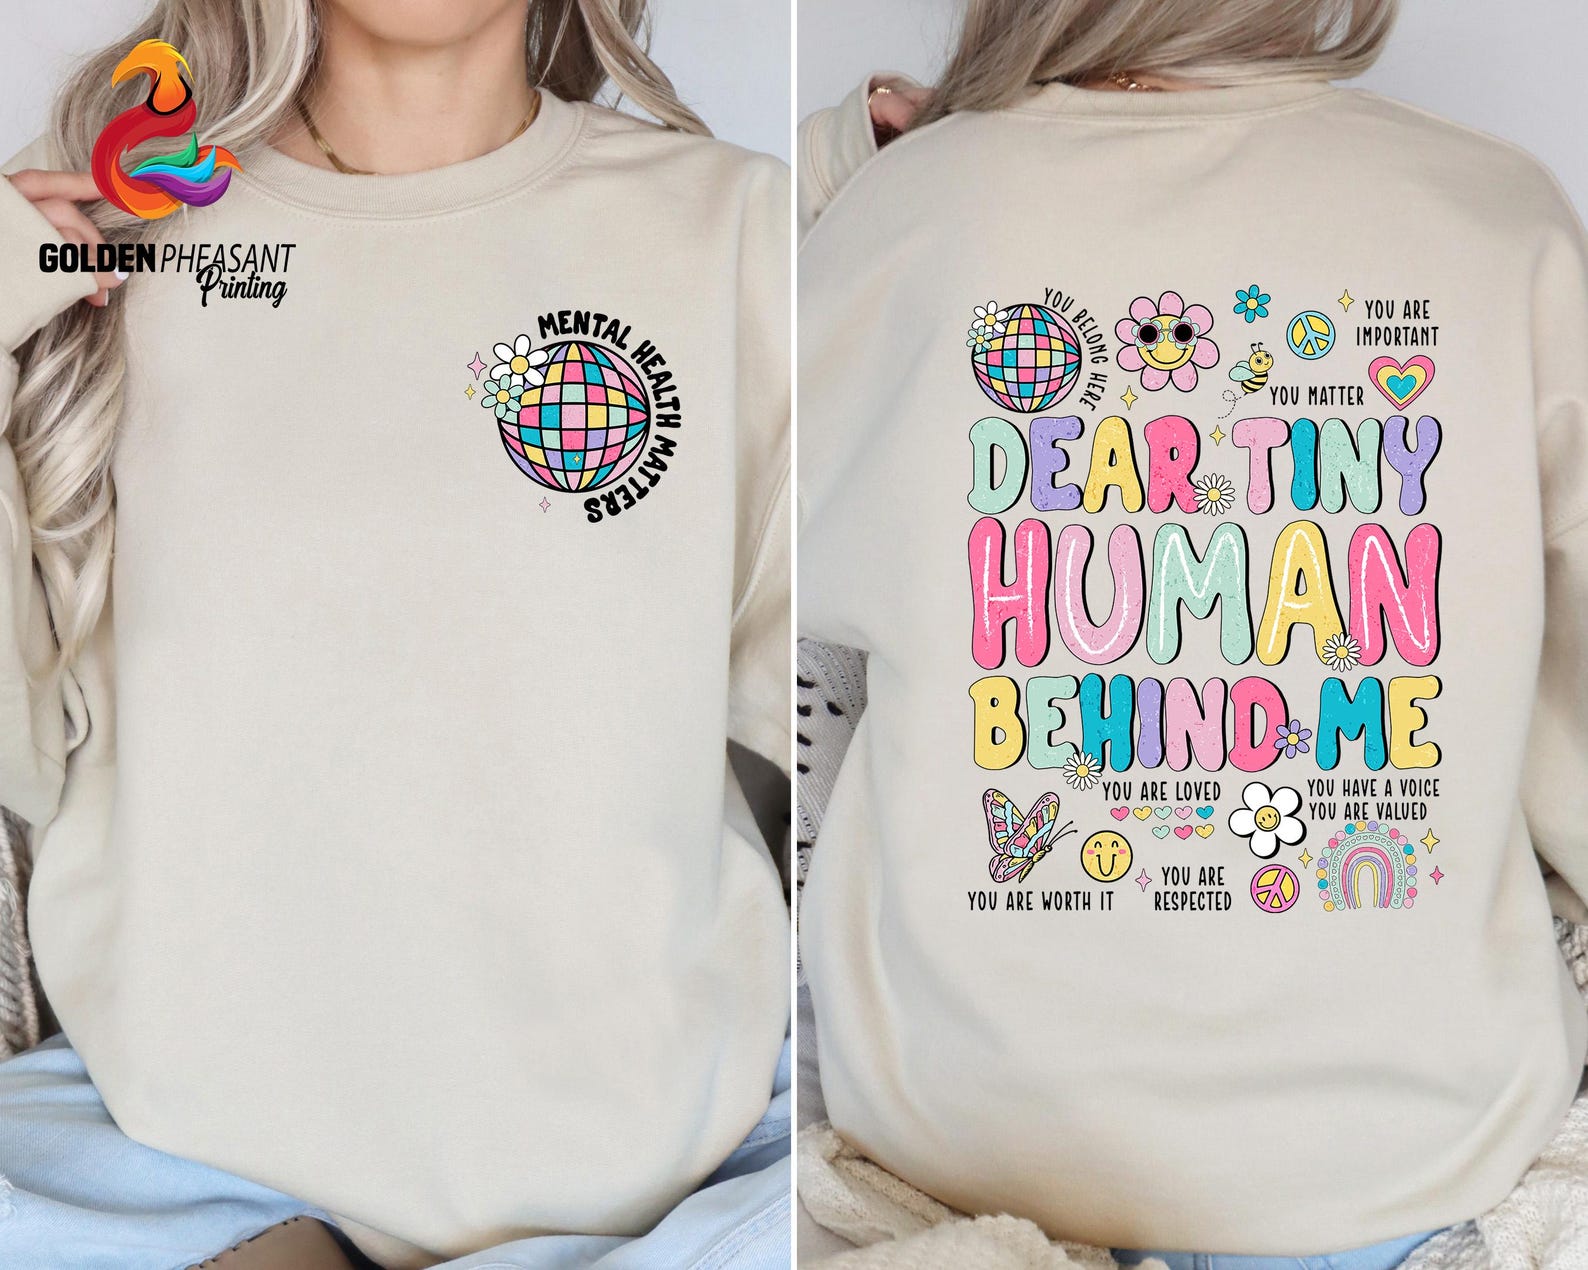 GOLDEN PHEASANT
Printing
MENTAL HEALTH MATTERS
YOU BELONG HERE
YOU ARE
IMPORTANT
YOU MATTER
DEAR TINY
HUMAN
BEHIND ME
YOU ARE LOVED
YOU HAVE A VOICE
YOU ARE VALUED
YOU ARE WORTH IT
YOU ARE
RESPECTED